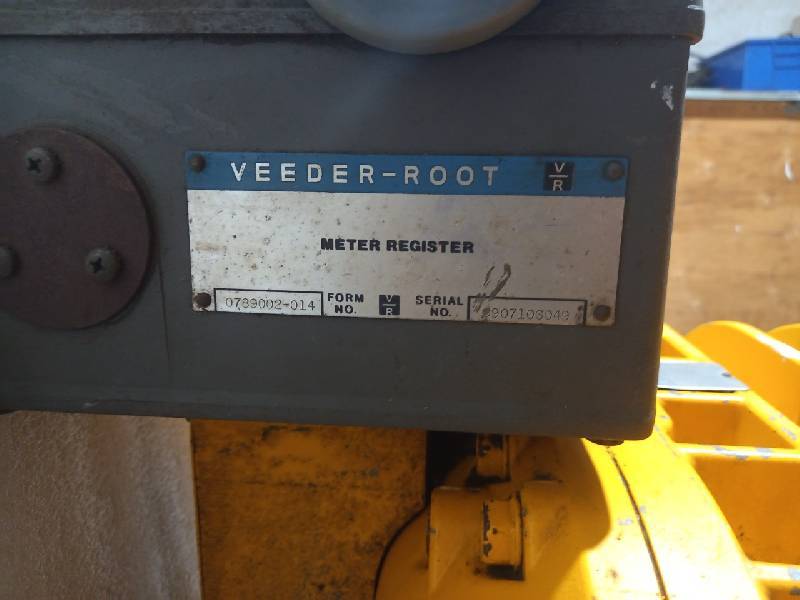 VEEDER-ROOT V/R
METER REGISTER
0789002-014 FORM NO. V/R SERIAL NO.